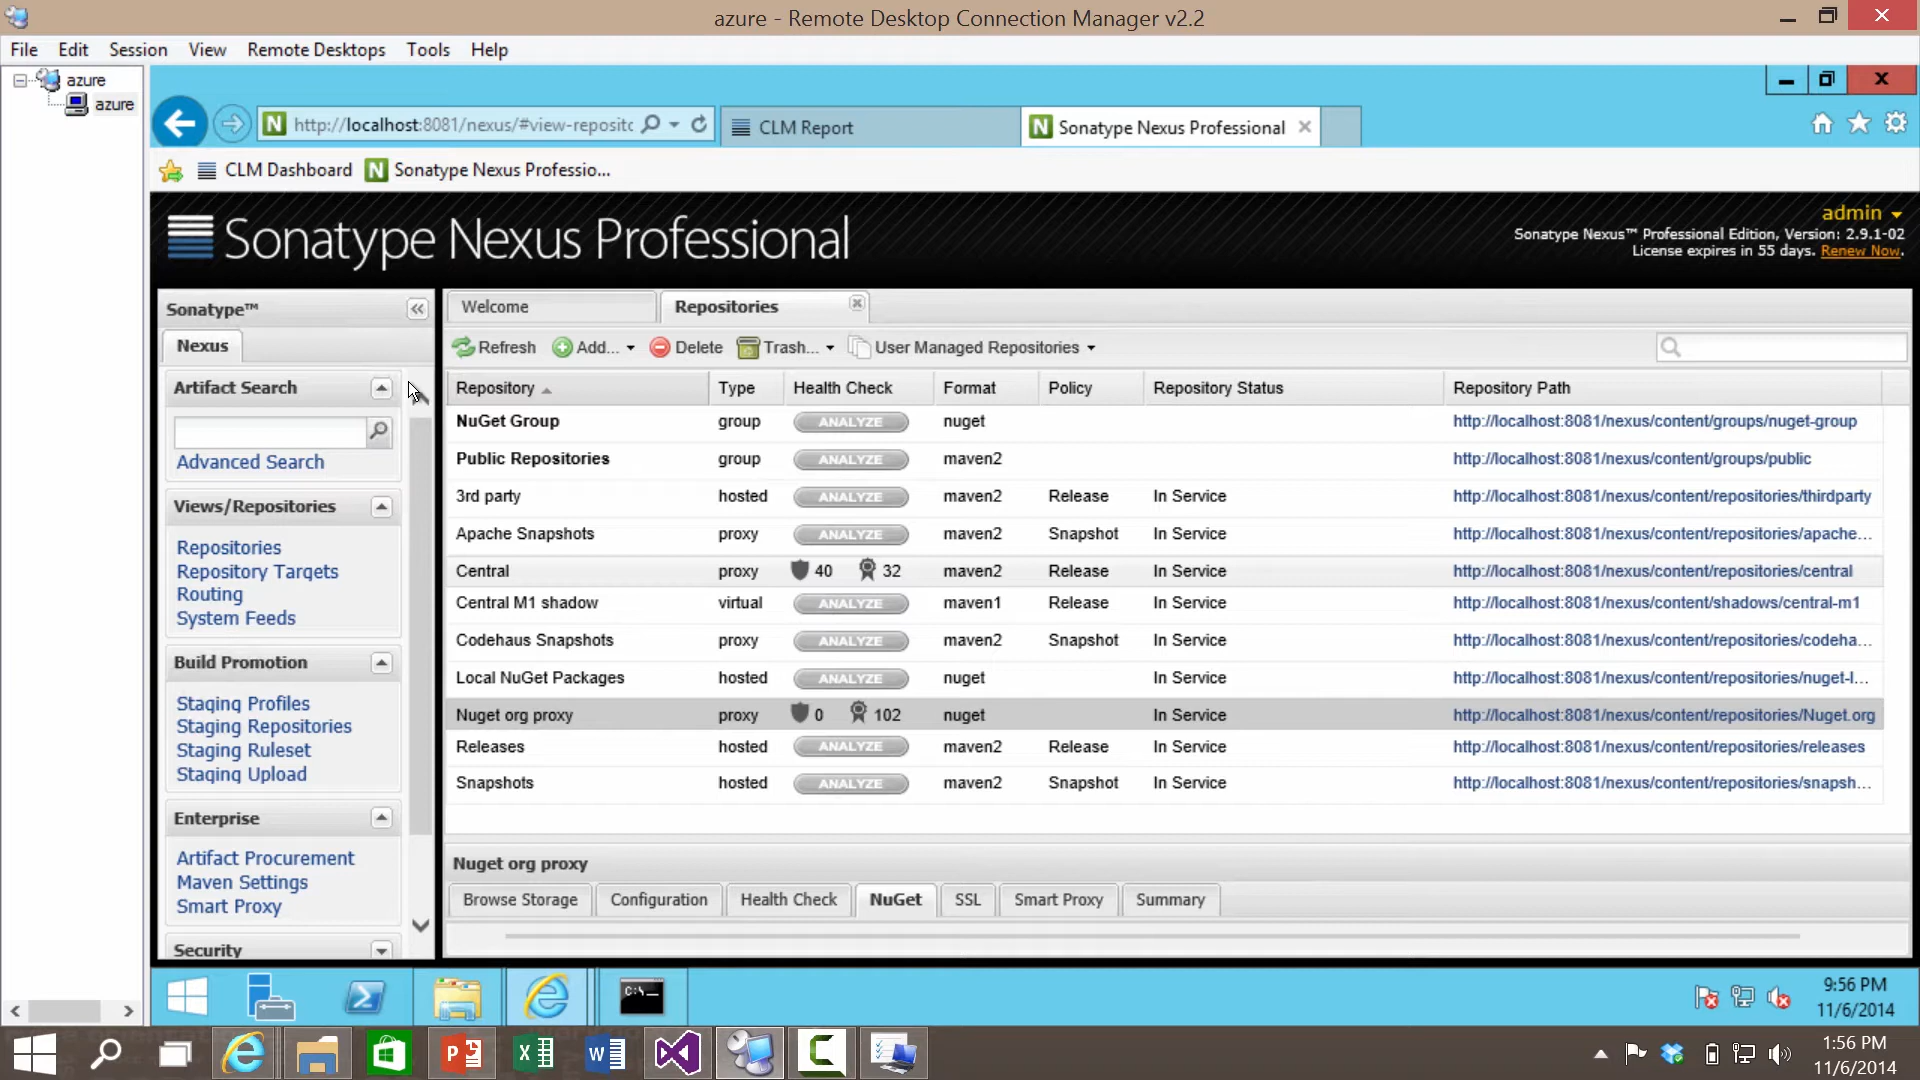 azure - Remote Desktop Connection Manager v2.2
File Edit Session View Remote Desktops Tools Help
azure
azure
http://localhost:8081/nexus/#view-reposito
CLM Report
Sonatype Nexus Professional
CLM Dashboard
Sonatype Nexus Professio...
Sonatype Nexus Professional
admin
Sonatype Nexus™ Professional Edition, Version: 2.9.1-02
License expires in 55 days. Renew Now.
Sonatype™
Nexus
Artifact Search
Advanced Search
Views/Repositories
Repositories
Repository Targets
Routing
System Feeds
Build Promotion
Staging Profiles
Staging Repositories
Staging Ruleset
Staging Upload
Enterprise
Artifact Procurement
Maven Settings
Smart Proxy
Security
Welcome Repositories
Refresh Add... Delete Trash... User Managed Repositories
Repository Type Health Check Format Policy Repository Status Repository Path
NuGet Group group ANALYZE nuget http://localhost:8081/nexus/content/groups/nuget-group
Public Repositories group ANALYZE maven2 http://localhost:8081/nexus/content/groups/public
3rd party hosted ANALYZE maven2 Release In Service http://localhost:8081/nexus/content/repositories/thirdparty
Apache Snapshots proxy ANALYZE maven2 Snapshot In Service http://localhost:8081/nexus/content/repositories/apache...
Central proxy 40 32 maven2 Release In Service http://localhost:8081/nexus/content/repositories/central
Central M1 shadow virtual ANALYZE maven1 Release In Service http://localhost:8081/nexus/content/shadows/central-m1
Codehaus Snapshots proxy ANALYZE maven2 Snapshot In Service http://localhost:8081/nexus/content/repositories/codeha...
Local NuGet Packages hosted ANALYZE nuget In Service http://localhost:8081/nexus/content/repositories/nuget-l...
Nuget org proxy proxy 0 102 nuget In Service http://localhost:8081/nexus/content/repositories/Nuget.org
Releases hosted ANALYZE maven2 Release In Service http://localhost:8081/nexus/content/repositories/releases
Snapshots hosted ANALYZE maven2 Snapshot In Service http://localhost:8081/nexus/content/repositories/snapsh...
Nuget org proxy
Browse Storage Configuration Health Check NuGet SSL Smart Proxy Summary
9:56 PM
11/6/2014
1:56 PM
11/6/2014